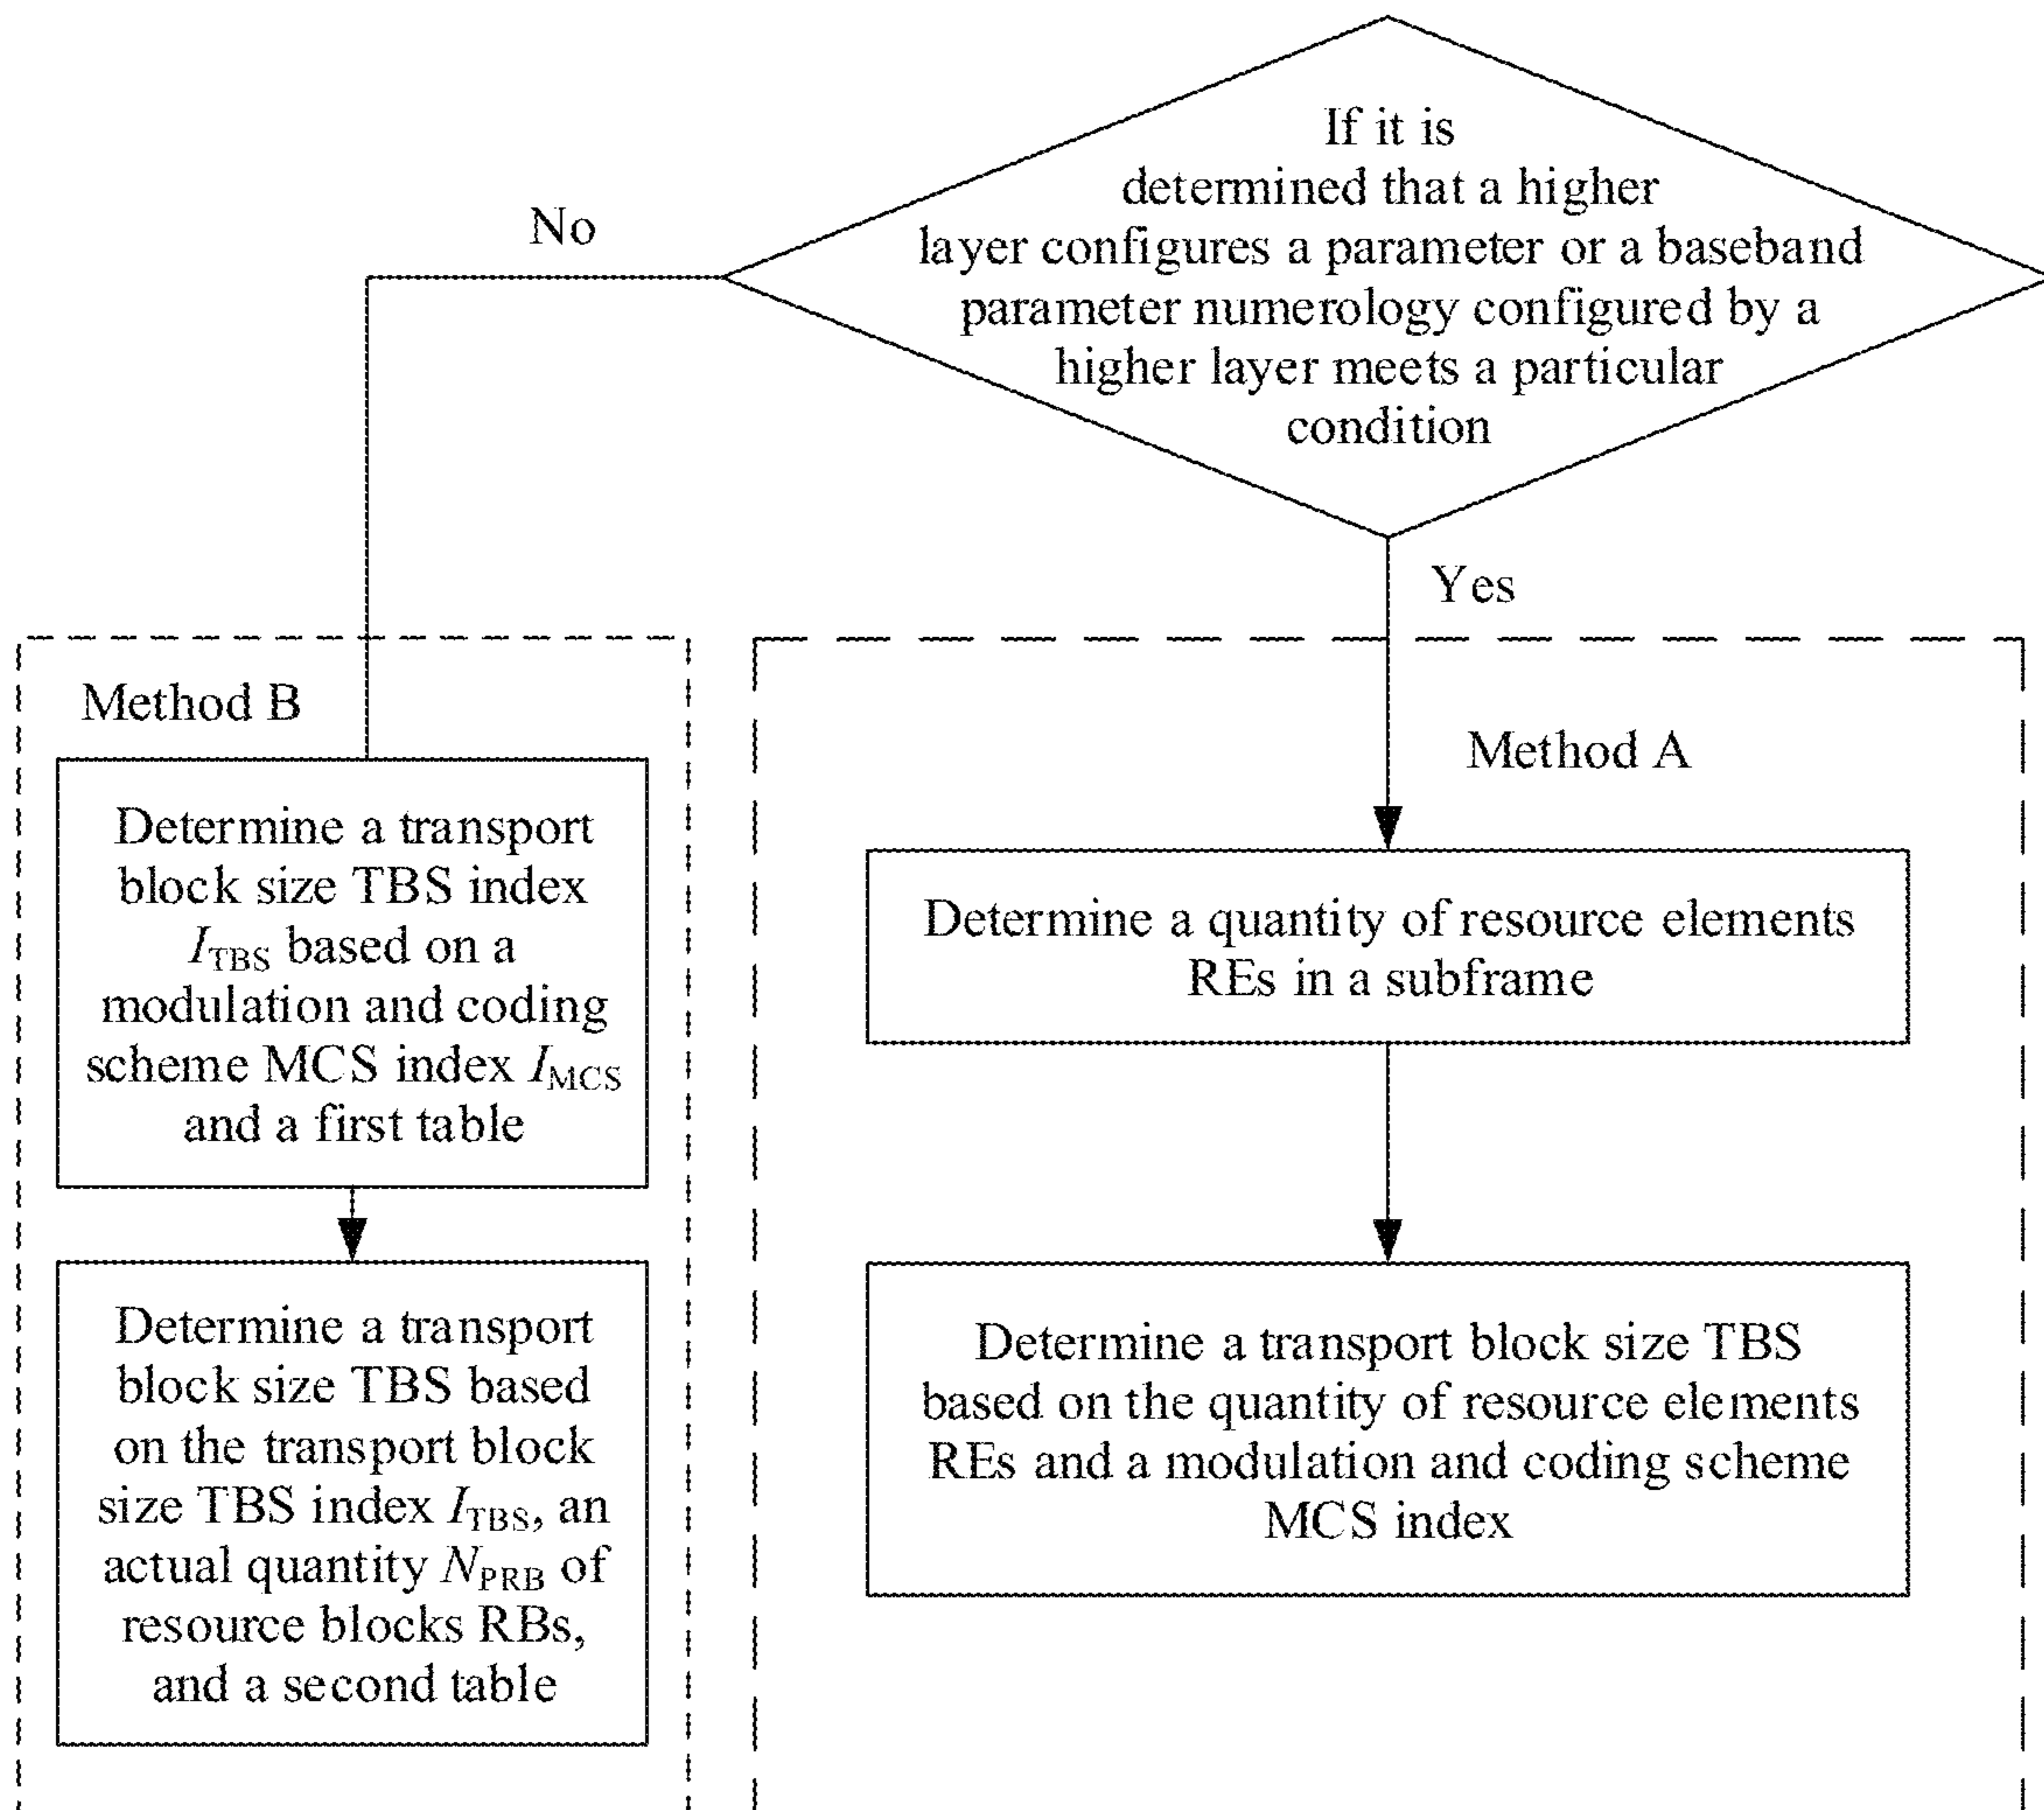 If it is
determined that a higher
layer configures a parameter or a baseband
parameter numerology configured by a
higher layer meets a particular
condition
No
Yes
Method B
Determine a transport
block size TBS index
I_TBS based on a
modulation and coding
scheme MCS index I_MCS
and a first table
Determine a transport
block size TBS based
on the transport block
size TBS index I_TBS, an
actual quantity N_PRB of
resource blocks RBs,
and a second table
Method A
Determine a quantity of resource elements
REs in a subframe
Determine a transport block size TBS
based on the quantity of resource elements
REs and a modulation and coding scheme
MCS index